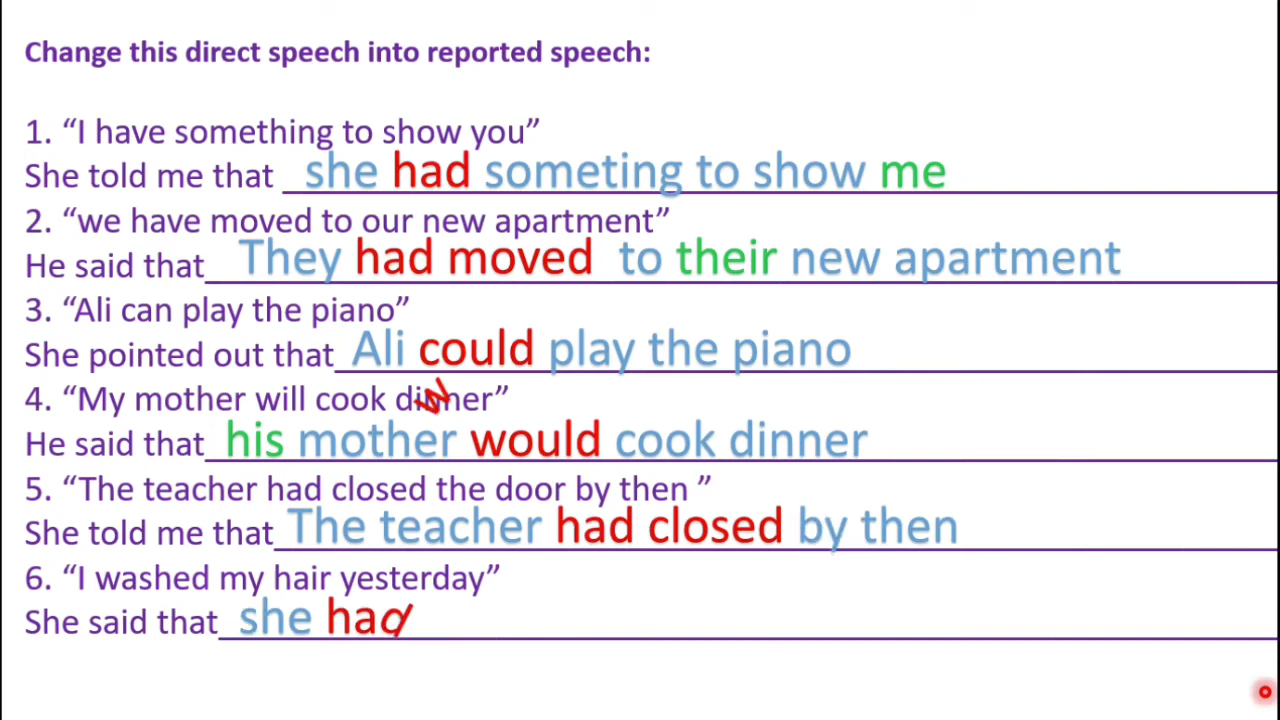 Change this direct speech into reported speech:
1. “I have something to show you”
She told me that she had someting to show me
2. “we have moved to our new apartment”
He said that They had moved to their new apartment
3. “Ali can play the piano”
She pointed out that Ali could play the piano
4. “My mother will cook dinner”
He said that his mother would cook dinner
5. “The teacher had closed the door by then ”
She told me that The teacher had closed by then
6. “I washed my hair yesterday”
She said that she had